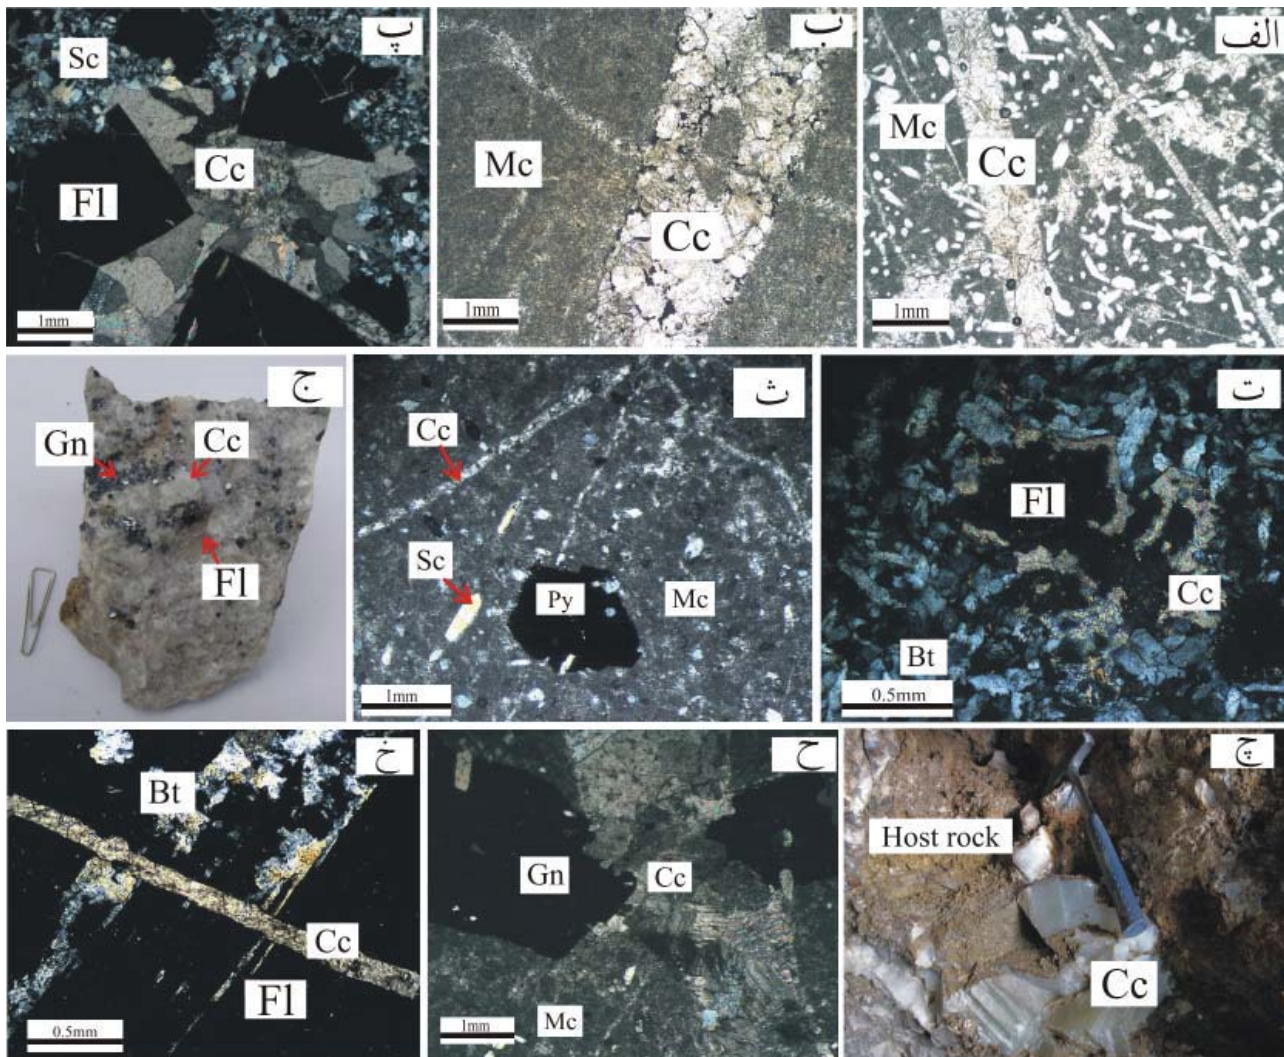 الف
Mc
Cc
1mm
ب
Mc
Cc
1mm
پ
Sc
Cc
Fl
1mm
ت
Fl
Cc
Bt
0.5mm
ث
Cc
Sc
Py
Mc
1mm
ج
Gn
Cc
Fl
چ
Host rock
Cc
ح
Gn
Cc
Mc
1mm
خ
Bt
Cc
Fl
0.5mm